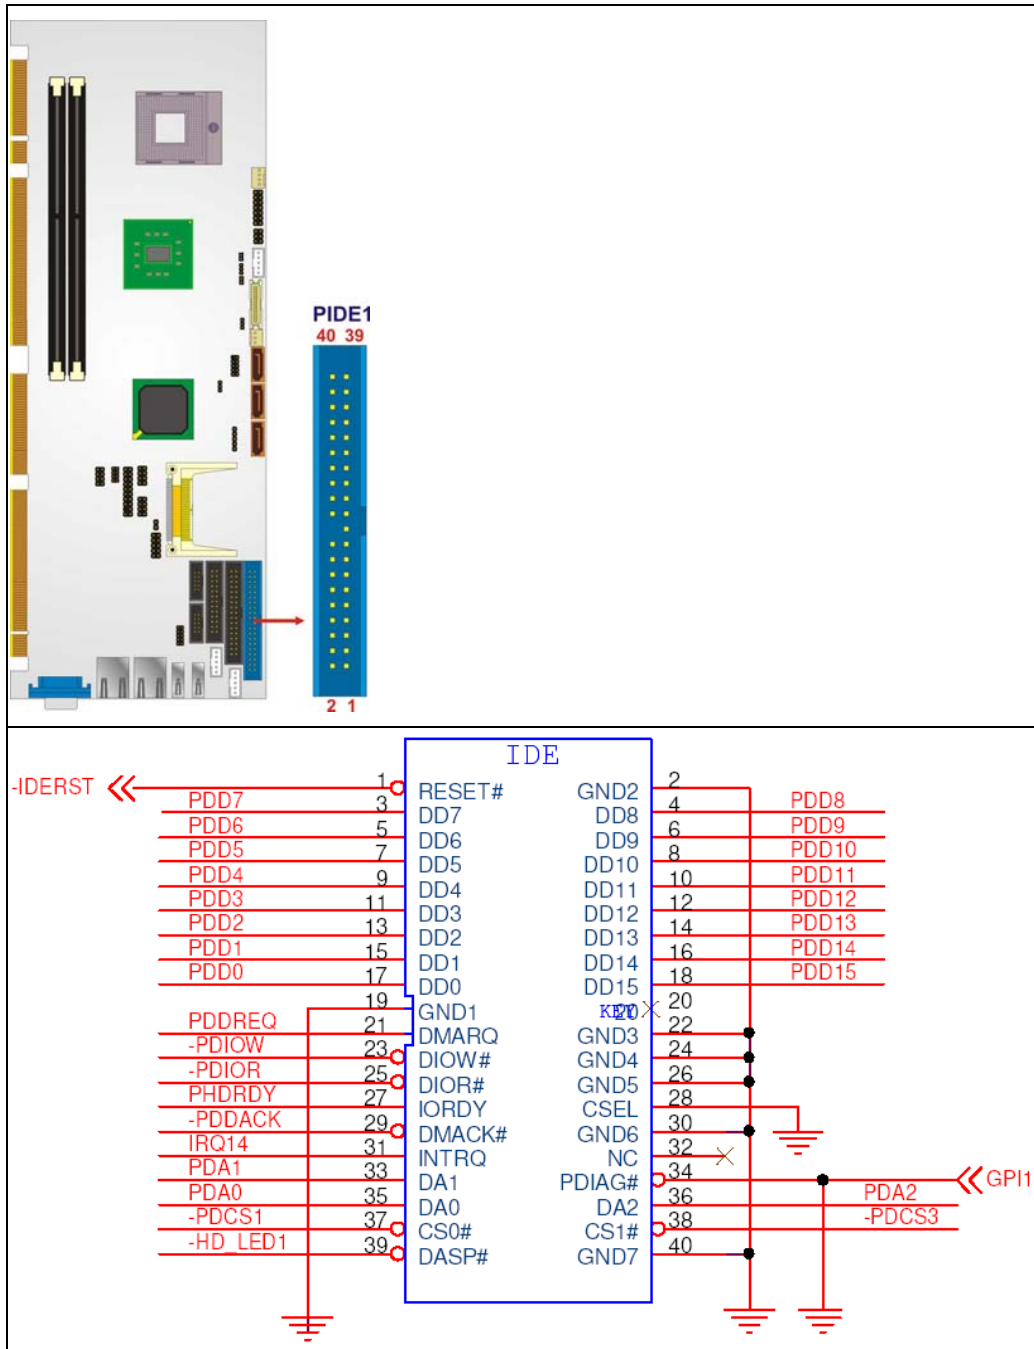 PIDE1
40 39
2 1
IDE
-IDERST 1 RESET# GND2 2
PDD7 3 DD7 DD8 4 PDD8
PDD6 5 DD6 DD9 6 PDD9
PDD5 7 DD5 DD10 8 PDD10
PDD4 9 DD4 DD11 10 PDD11
PDD3 11 DD3 DD12 12 PDD12
PDD2 13 DD2 DD13 14 PDD13
PDD1 15 DD1 DD14 16 PDD14
PDD0 17 DD0 DD15 18 PDD15
19 GND1 KEY 20 20
PDDREQ 21 DMARQ GND3 22
-PDIOW 23 DIOW# GND4 24
-PDIOR 25 DIOR# GND5 26
PHDRDY 27 IORDY CSEL 28
-PDDACK 29 DMACK# GND6 30
IRQ14 31 INTRQ NC 32
PDA1 33 DA1 PDIAG# 34 GPI1
PDA0 35 DA0 DA2 36 PDA2
-PDCS1 37 CS0# CS1# 38 -PDCS3
-HD_LED1 39 DASP# GND7 40